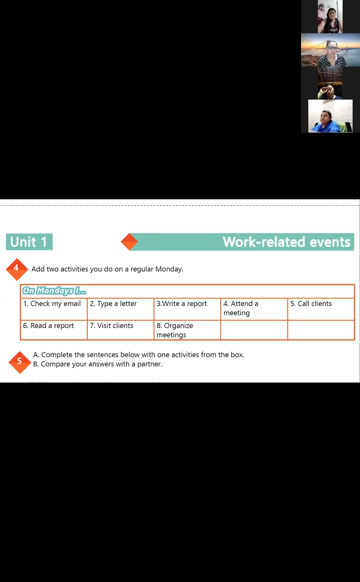 Unit 1
Work-related events
4
Add two activities you do on a regular Monday.
On Mondays I...
1. Check my email
2. Type a letter
3.Write a report
4. Attend a
meeting
5. Call clients
6. Read a report
7. Visit clients
8. Organize
meetings
5
A. Complete the sentences below with one activities from the box.
B. Compare your answers with a partner.